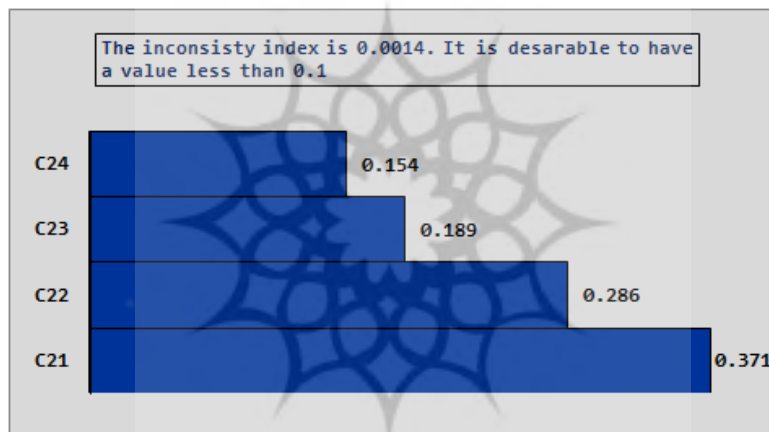 The inconsisty index is 0.0014. It is desarable to have
a value less than 0.1
C24 0.154
C23 0.189
C22 0.286
C21 0.371